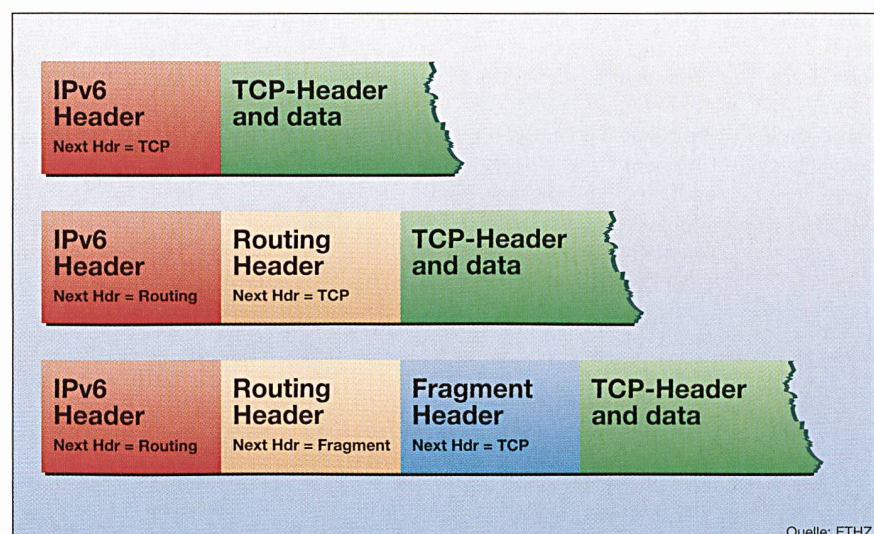 IPv6
Header
Next Hdr = TCP
TCP-Header
and data
IPv6
Header
Next Hdr = Routing
Routing
Header
Next Hdr = TCP
TCP-Header
and data
IPv6
Header
Next Hdr = Routing
Routing
Header
Next Hdr = Fragment
Fragment
Header
Next Hdr = TCP
TCP-Header
and data
Quelle: ETHZ